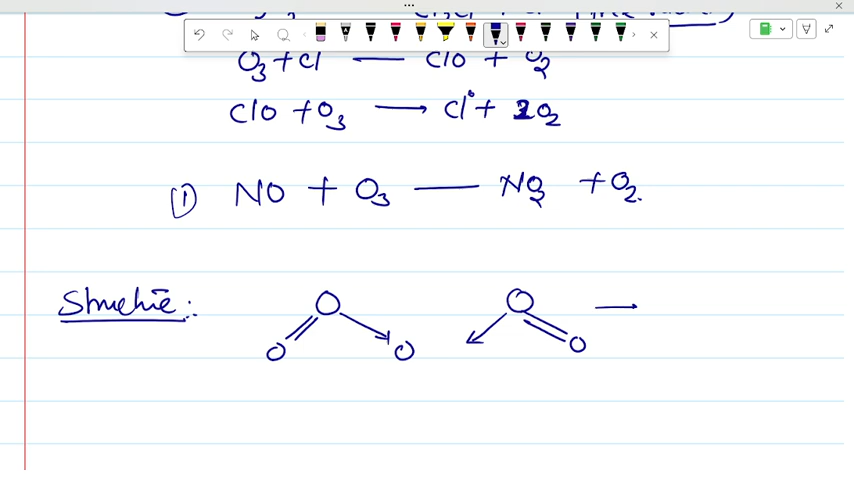 O3 + Cl — ClO + O2
ClO + O3 → Cl° + 2O2
① NO + O3 — NO2 + O2.
Structure:
O O →
O O O